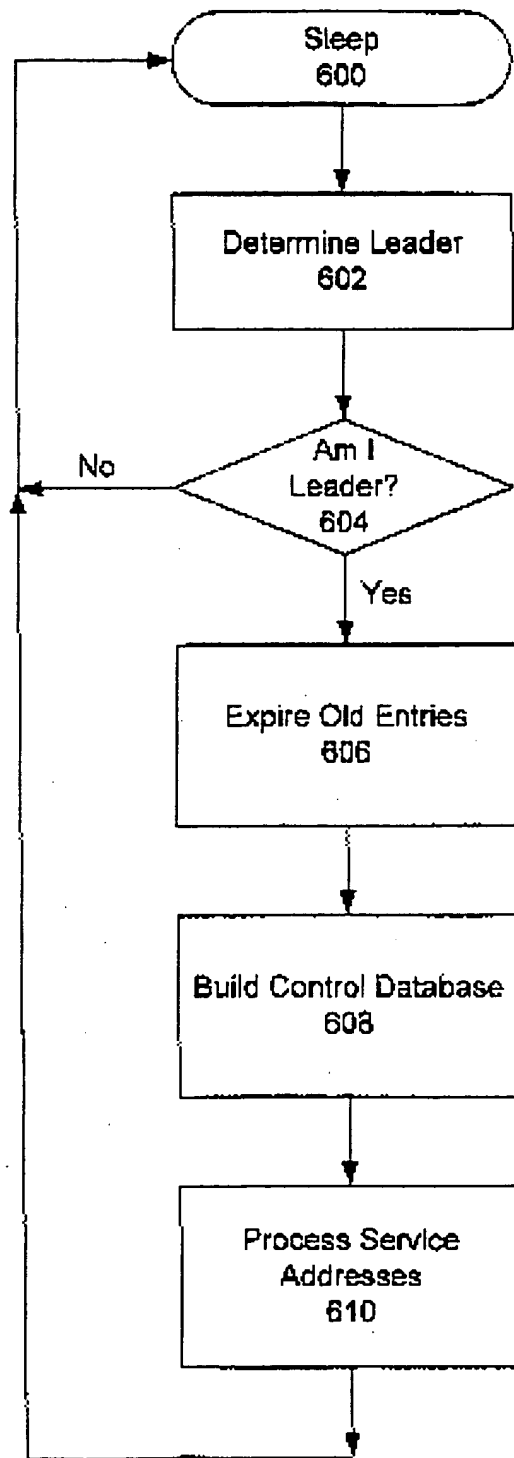 Sleep
600
Determine Leader
602
Am I
Leader?
604
No
Yes
Expire Old Entries
606
Build Control Database
608
Process Service
Addresses
610